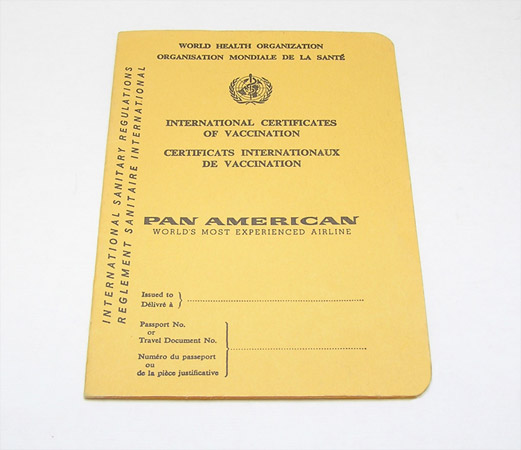 WORLD HEALTH ORGANIZATION
ORGANISATION MONDIALE DE LA SANTÉ
INTERNATIONAL CERTIFICATES
OF VACCINATION
CERTIFICATS INTERNATIONAUX
DE VACCINATION
INTERNATIONAL SANITARY REGULATIONS
REGLEMENT SANITAIRE INTERNATIONAL
PAN AMERICAN
WORLD'S MOST EXPERIENCED AIRLINE
Issued to
Délivré à
Passport No.
or
Travel Document No.
Numéro du passeport
ou
de la pièce justificative